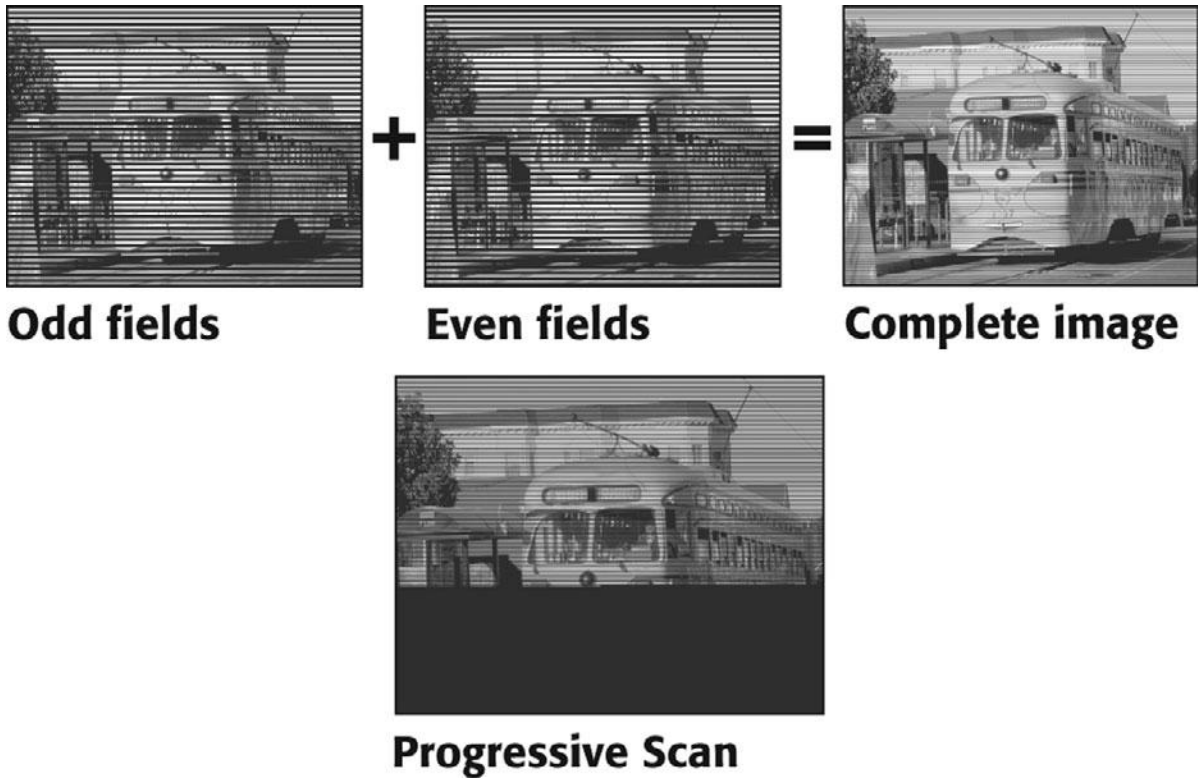 + =
Odd fields
Even fields
Complete image
Progressive Scan